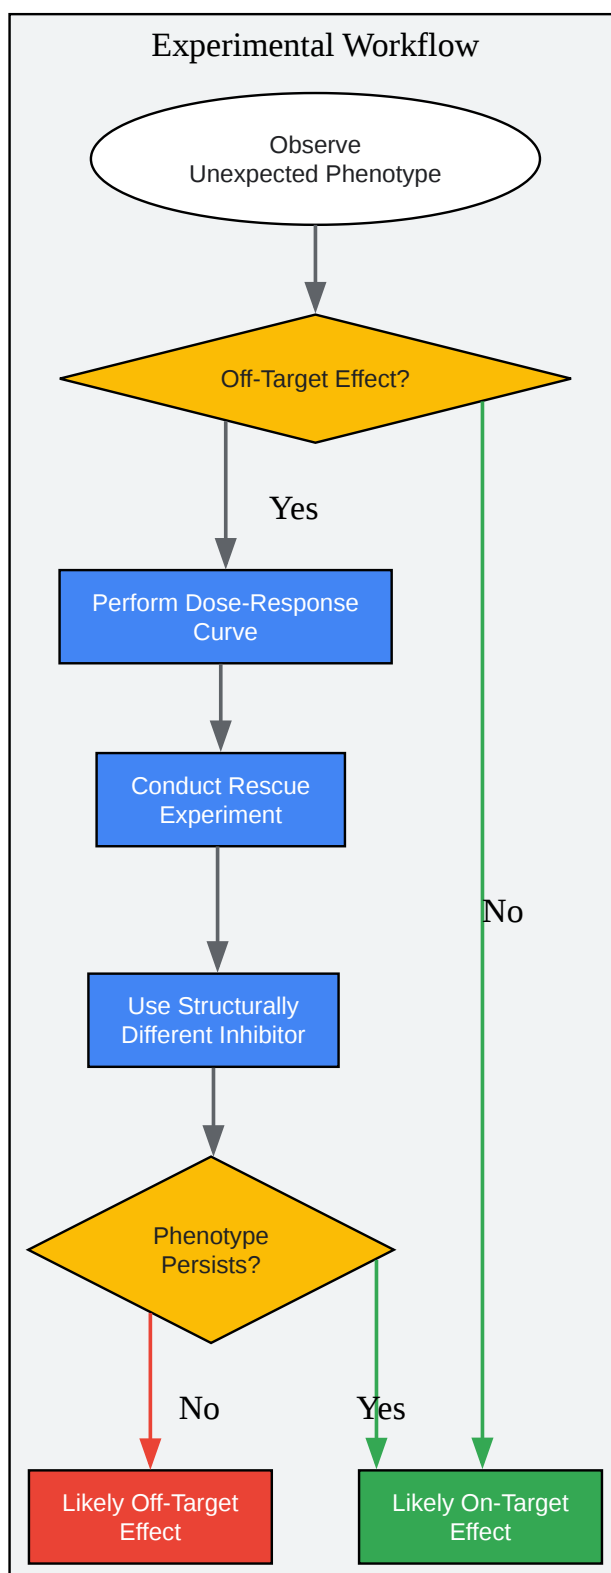 Experimental Workflow
Observe
Unexpected Phenotype
Off-Target Effect?
Yes
Perform Dose-Response
Curve
Conduct Rescue
Experiment
No
Use Structurally
Different Inhibitor
Phenotype
Persists?
No
Yes
Likely Off-Target
Effect
Likely On-Target
Effect